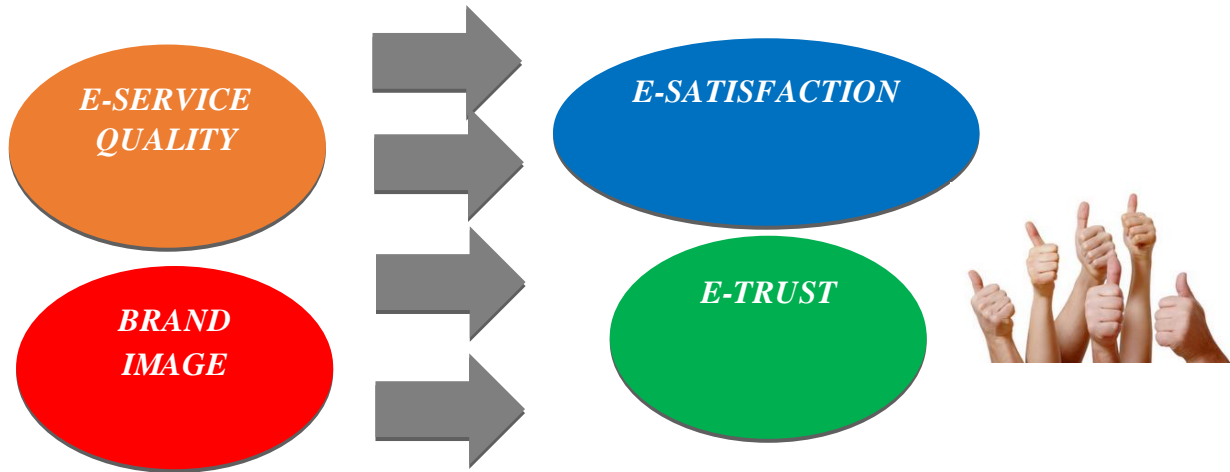 E-SERVICE
QUALITY
E-SATISFACTION
BRAND
IMAGE
E-TRUST